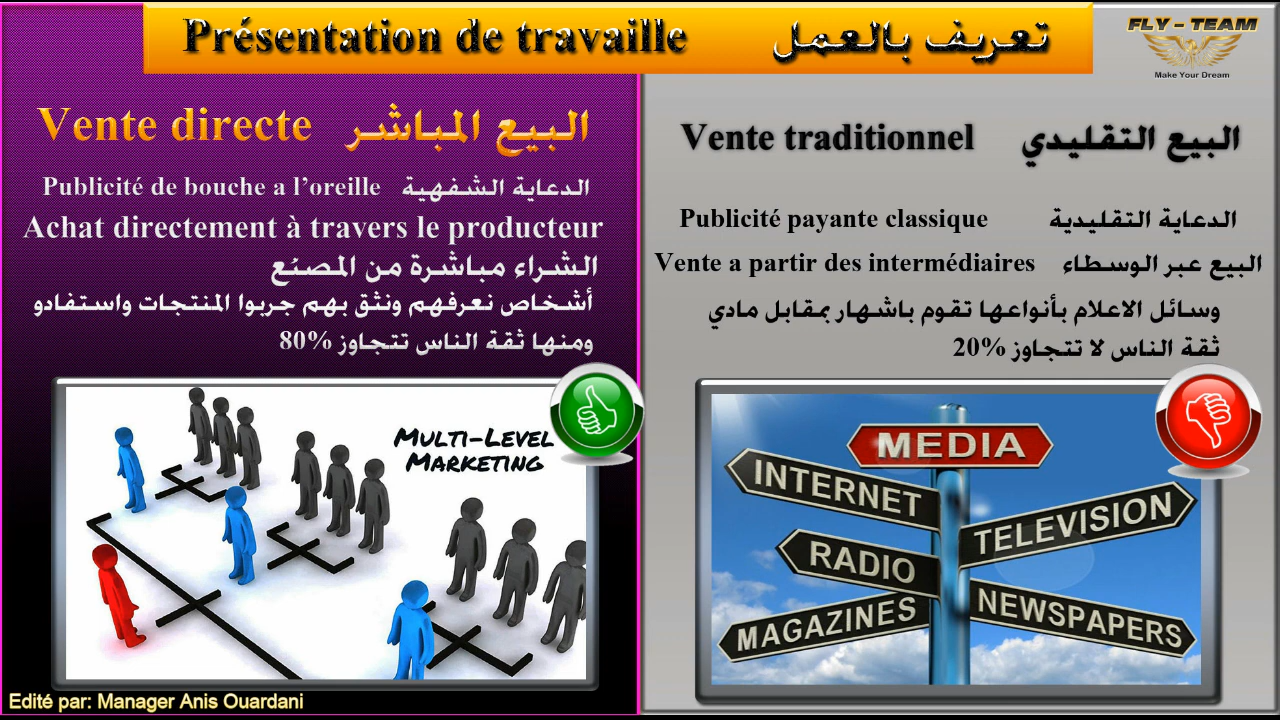 Présentation de travaille تعريف بالعمل
FLY - TEAM
Make Your Dream
Vente directe البيع المباشر
Publicité de bouche a l’oreille الدعاية الشفهية
Achat directement à travers le producteur
الشراء مباشرة من المصنع
أشخاص نعرفهم ونثق بهم جربوا المنتجات واستفادو
ومنها ثقة الناس تتجاوز 80%
MULTI-LEVEL
MARKETING
Edité par: Manager Anis Ouardani
Vente traditionnel البيع التقليدي
Publicité payante classique الدعاية التقليدية
Vente a partir des intermédiaires البيع عبر الوسطاء
وسائل الاعلام بأنواعها تقوم باشهار بمقابل مادي
ثقة الناس لا تتجاوز 20%
MEDIA
INTERNET
TELEVISION
RADIO
MAGAZINES
NEWSPAPERS